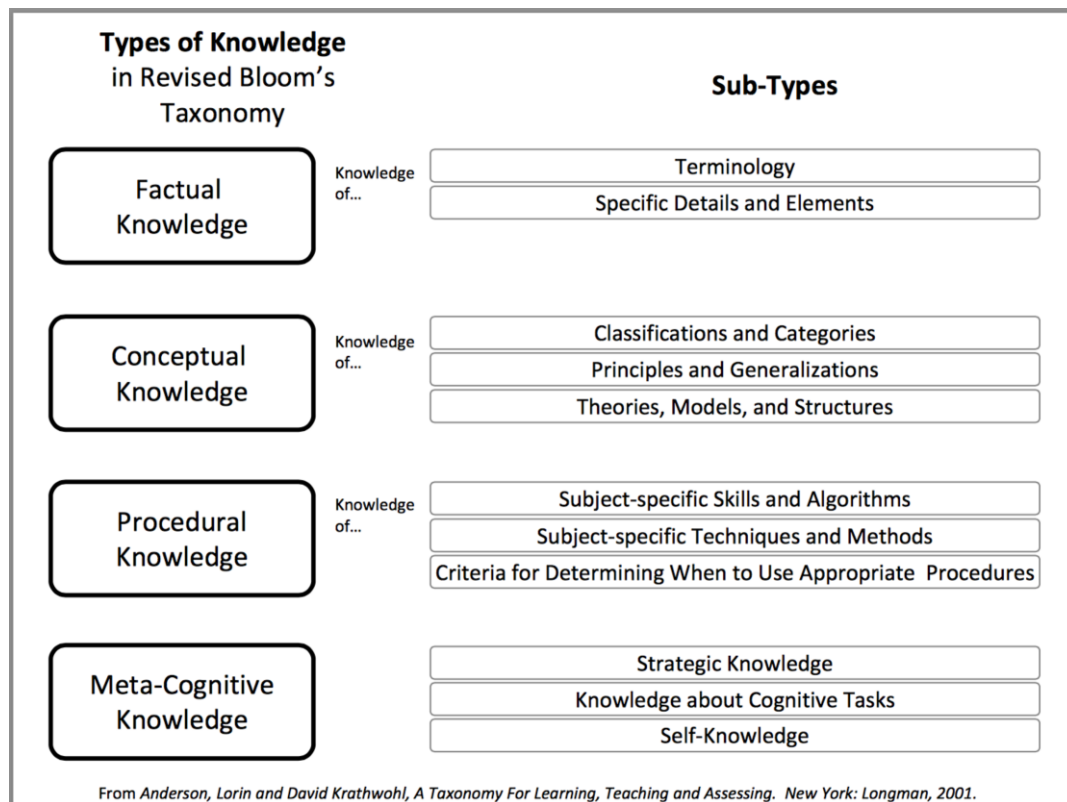 Types of Knowledge
in Revised Bloom's
Taxonomy
Sub-Types
Factual
Knowledge
Knowledge
of...
Terminology
Specific Details and Elements
Conceptual
Knowledge
Knowledge
of...
Classifications and Categories
Principles and Generalizations
Theories, Models, and Structures
Procedural
Knowledge
Knowledge
of...
Subject-specific Skills and Algorithms
Subject-specific Techniques and Methods
Criteria for Determining When to Use Appropriate Procedures
Meta-Cognitive
Knowledge
Strategic Knowledge
Knowledge about Cognitive Tasks
Self-Knowledge
From Anderson, Lorin and David Krathwohl, A Taxonomy For Learning, Teaching and Assessing. New York: Longman, 2001.